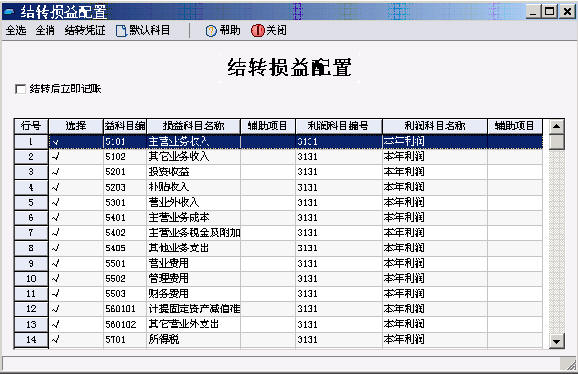 结转损益配置
全选 全消 结转凭证 默认科目 帮助 关闭
结转损益配置
结转后立即记账
行号 选择 益科目编 损益科目名称 辅助项目 利润科目编号 利润科目名称 辅助项目
1 √ 5101 主营业务收入 3131 本年利润
2 √ 5102 其它业务收入 3131 本年利润
3 √ 5201 投资收益 3131 本年利润
4 √ 5203 补贴收入 3131 本年利润
5 √ 5301 营业外收入 3131 本年利润
6 √ 5401 主营业务成本 3131 本年利润
7 √ 5402 主营业务税金及附加 3131 本年利润
8 √ 5405 其他业务支出 3131 本年利润
9 √ 5501 营业费用 3131 本年利润
10 √ 5502 管理费用 3131 本年利润
11 √ 5503 财务费用 3131 本年利润
12 √ 560101 计提固定资产减值准 3131 本年利润
13 √ 560102 其它营业外支出 3131 本年利润
14 √ 5701 所得税 3131 本年利润